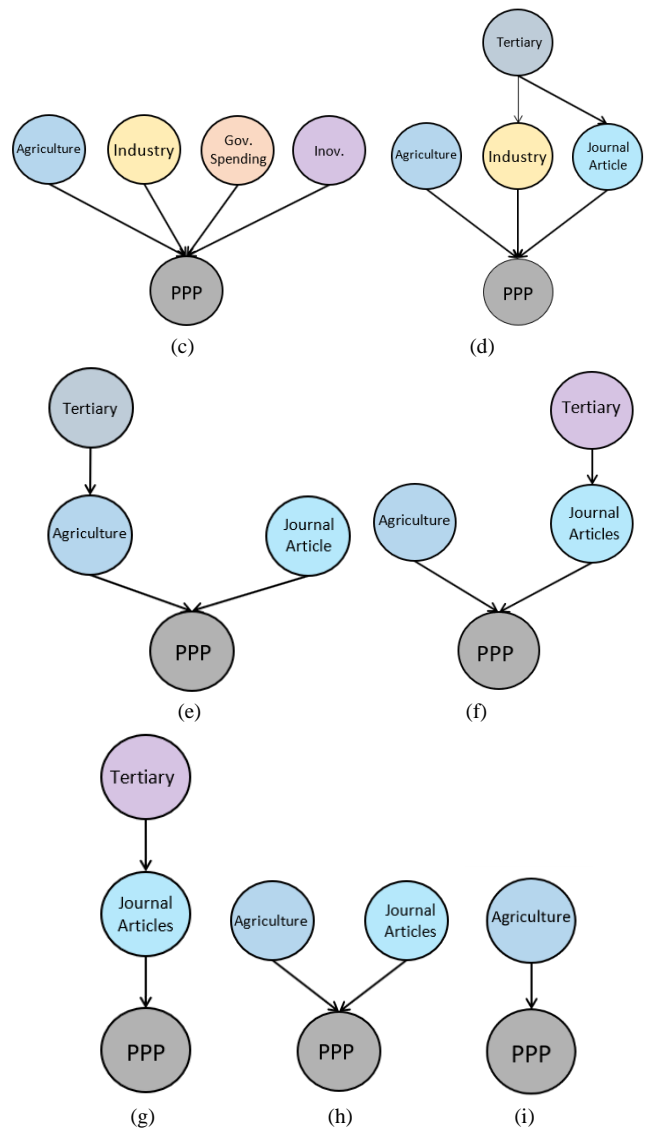 Tertiary
Agriculture
Industry
Gov.
Spending
Inov.
Agriculture
Industry
Journal
Article
PPP
PPP
(c)
(d)
Tertiary
Tertiary
Agriculture
Journal
Article
Agriculture
Journal
Articles
PPP
PPP
(e)
(f)
Tertiary
Journal
Articles
Agriculture
Journal
Articles
Agriculture
PPP
PPP
PPP
(g)
(h)
(i)